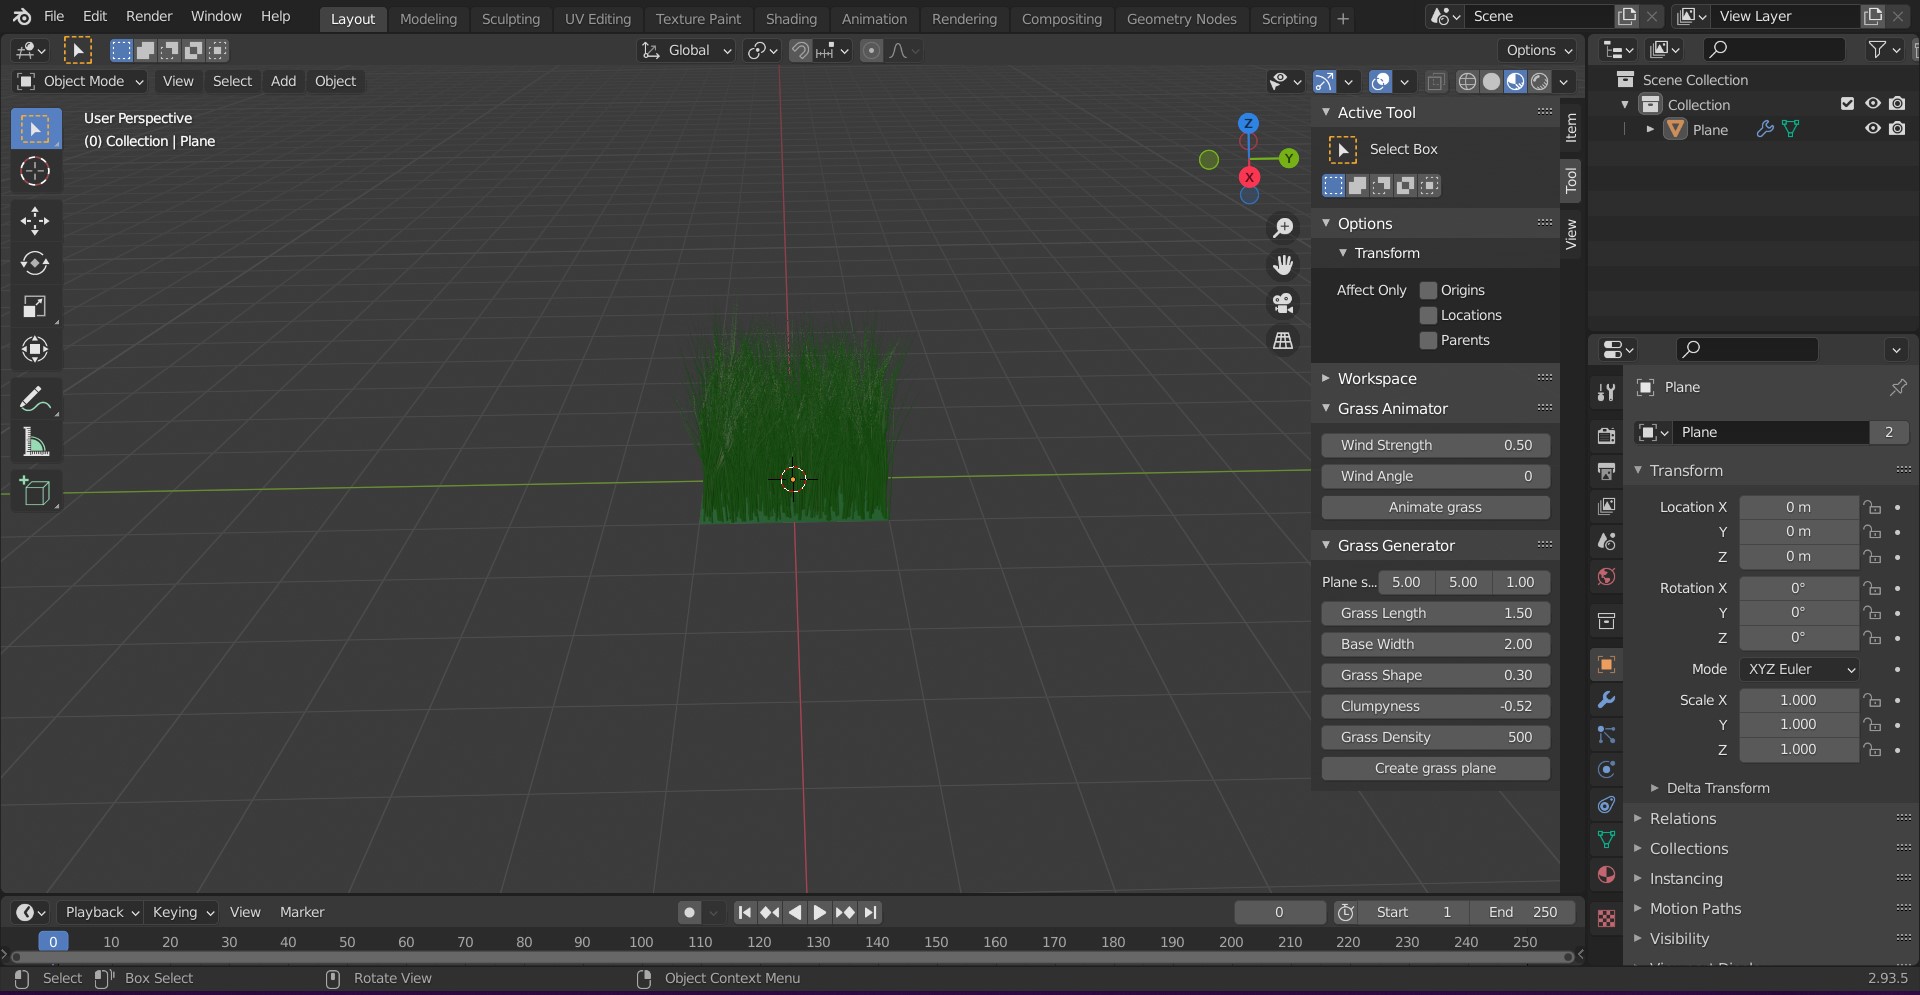 File Edit Render Window Help Layout Modeling Sculpting UV Editing Texture Paint Shading Animation Rendering Compositing Geometry Nodes Scripting + Scene View Layer
Global Options
Object Mode View Select Add Object
User Perspective
(0) Collection | Plane
Z
Y
X
Active Tool
Select Box
Options
Transform
Affect Only Origins
Locations
Parents
Workspace
Grass Animator
Wind Strength 0.50
Wind Angle 0
Animate grass
Grass Generator
Plane s... 5.00 5.00 1.00
Grass Length 1.50
Base Width 2.00
Grass Shape 0.30
Clumpyness -0.52
Grass Density 500
Create grass plane
Item
Tool
View
Scene Collection
Collection
Plane
Plane
Plane 2
Transform
Location X 0 m
Y 0 m
Z 0 m
Rotation X 0°
Y 0°
Z 0°
Mode XYZ Euler
Scale X 1.000
Y 1.000
Z 1.000
Delta Transform
Relations
Collections
Instancing
Motion Paths
Visibility
Playback Keying View Marker 0 Start 1 End 250
0 10 20 30 40 50 60 70 80 90 100 110 120 130 140 150 160 170 180 190 200 210 220 230 240 250
Select Box Select Rotate View Object Context Menu 2.93.5